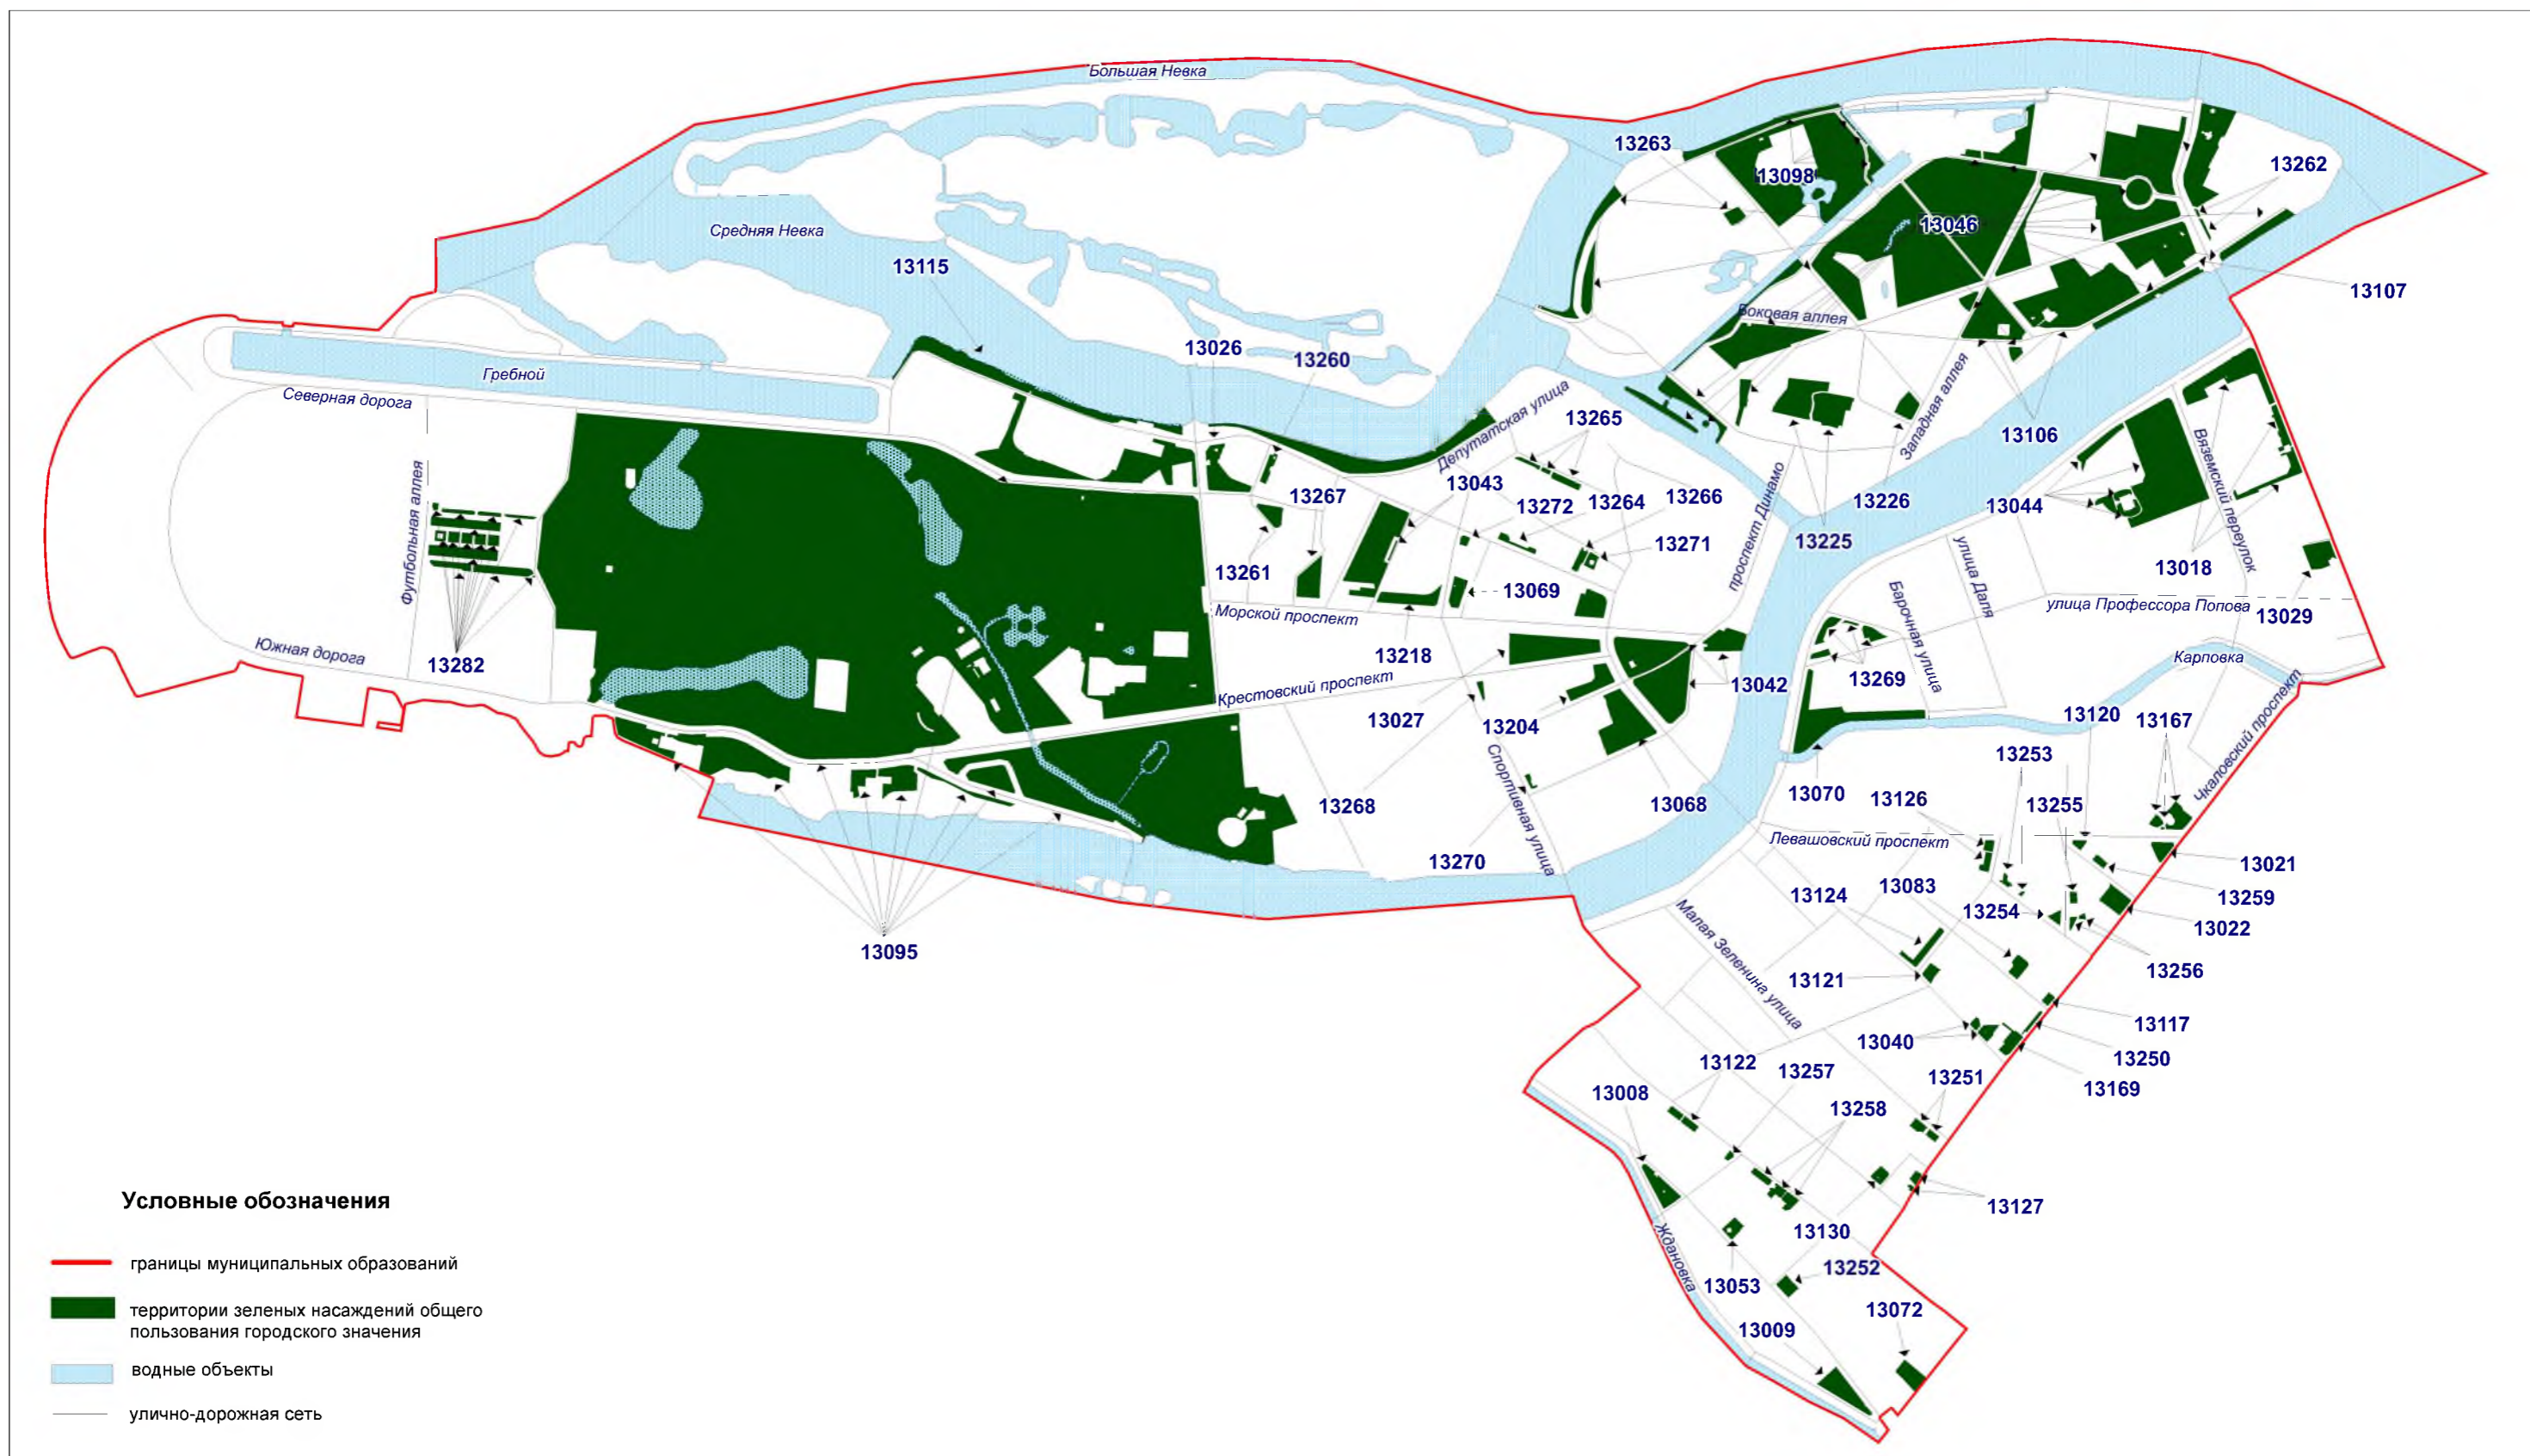 Большая Невка
13263
13262
13098
13046
Средняя Невка
13115
13107
Боковая аллея
13026
13260
Гребной
Северная дорога
Депутатская улица
Западная аллея
13265
13106
Вяземский переулок
Футбольная аллея
13267
13043
13272
13264
13266
проспект Динамо
13226
13044
13271
13225
13018
13261
13069
улица Даля
Барочная улица
улица Профессора Попова
13029
Морской проспект
Южная дорога
13282
13218
Карповка
13269
13042
Крестовский проспект
13027
13204
13120
13167
Чкаловский проспект
13253
Спортивная улица
13268
13068
13070
13126
13255
Левашовский проспект
13270
13021
13083
13124
13259
13254
13022
13095
Малая Зеленина улица
13256
13121
13117
13040
13250
13122
13257
13251
13169
13008
13258
13127
Условные обозначения
13130
Ждановка
границы муниципальных образований
13252
13053
территории зеленых насаждений общего
пользования городского значения
13072
13009
водные объекты
улично-дорожная сеть